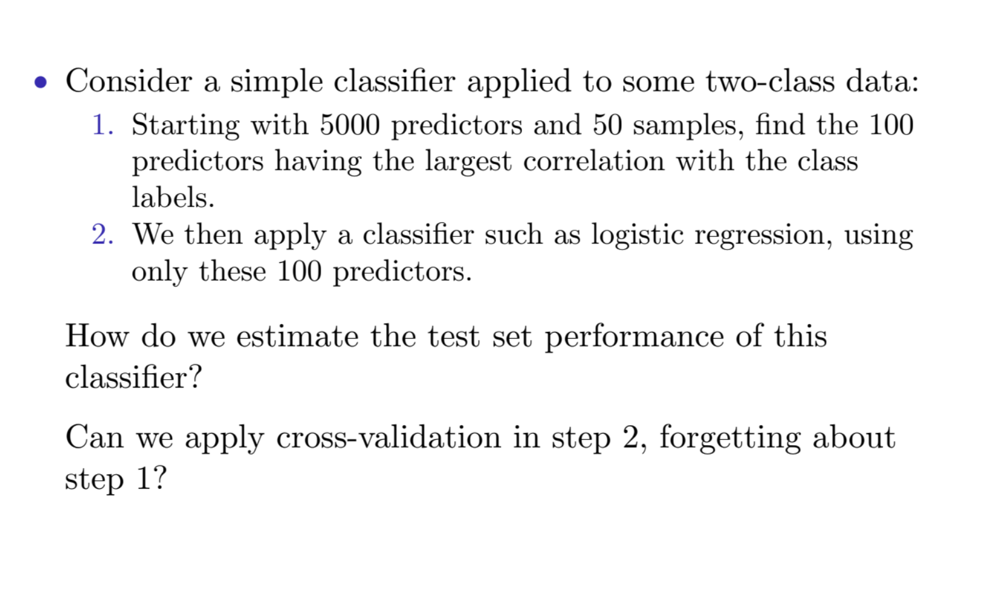 • Consider a simple classifier applied to some two-class data:
1. Starting with 5000 predictors and 50 samples, find the 100
predictors having the largest correlation with the class
labels.
2. We then apply a classifier such as logistic regression, using
only these 100 predictors.
How do we estimate the test set performance of this
classifier?
Can we apply cross-validation in step 2, forgetting about
step 1?